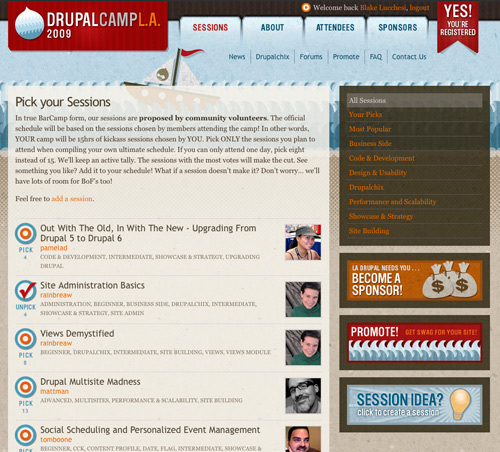 DRUPALCAMP L.A.
2009
Welcome back Blake Lucchesi, logout
YES!
YOU'RE
REGISTERED
SESSIONS
ABOUT
ATTENDEES
SPONSORS
News
Drupalchix
Forums
Promote
FAQ
Contact Us
Pick your Sessions
In true BarCamp form, our sessions are proposed by community volunteers. The official
schedule will be based on the sessions chosen by members attending the camp! In other words,
YOUR camp will be 15hrs of kickass sessions chosen by YOU. Pick ONLY the sessions you plan to
attend when compiling your own ultimate schedule. If you can only attend one day, pick eight
instead of 15. We'll keep an active tally. The sessions with the most votes will make the cut. See
something you like? Add it to your schedule! What if a session doesn't make it? Don't worry... we'll
have lots of room for BoF's too!
Feel free to add a session.
Out With The Old, In With The New - Upgrading From
Drupal 5 to Drupal 6
pamelad
CODE & DEVELOPMENT, INTERMEDIATE, SHOWCASE & STRATEGY, UPGRADING
DRUPAL
PICK
4
Site Administration Basics
rainbreaw
ADMINISTRATION, BEGINNER, BUSINESS SIDE, DRUPALCHIX, INTERMEDIATE,
SHOWCASE & STRATEGY, SITE ADMIN
UNPICK
4
Views Demystified
rainbreaw
BEGINNER, DRUPALCHIX, INTERMEDIATE, SITE BUILDING, VIEWS, VIEWS MODULE
PICK
8
Drupal Multisite Madness
mattman
ADVANCED, MULTISITES, PERFORMANCE & SCALABILITY, SITE BUILDING
PICK
13
Social Scheduling and Personalized Event Management
tomboone
BEGINNER, CCK, CONTENT PROFILE, DATE, FLAG, INTERMEDIATE, SHOWCASE &
All Sessions
Your Picks
Most Popular
Business Side
Code & Development
Design & Usability
Drupalchix
Performance and Scalability
Showcase & Strategy
Site Building
LA DRUPAL NEEDS YOU . . .
BECOME A
SPONSOR!
$ $
PROMOTE! GET SWAG FOR YOUR SITE!
SESSION IDEA?
click to create a session